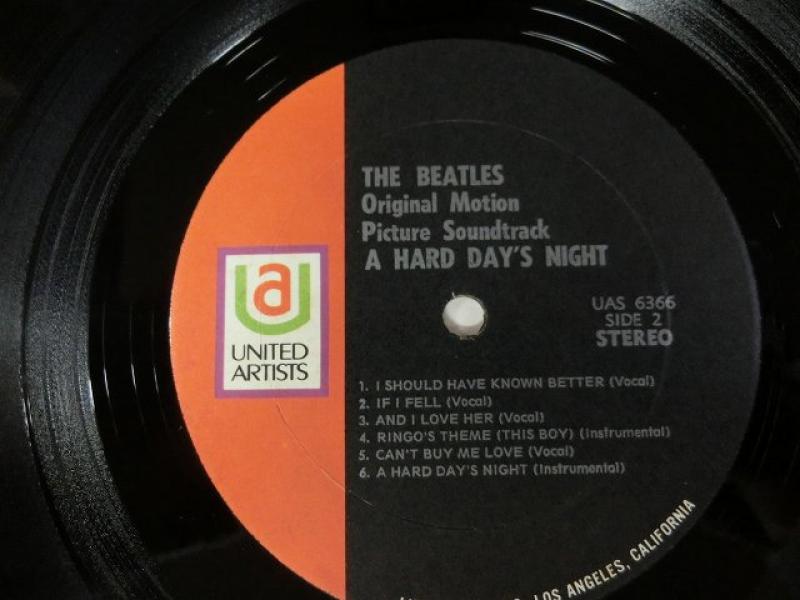 THE BEATLES
Original Motion
Picture Soundtrack
A HARD DAY'S NIGHT
ua
UNITED
ARTISTS
UAS 6366
SIDE 2
STEREO
1. I SHOULD HAVE KNOWN BETTER (Vocal)
2. IF I FELL (Vocal)
3. AND I LOVE HER (Vocal)
4. RINGO'S THEME (THIS BOY) (Instrumental)
5. CAN'T BUY ME LOVE (Vocal)
6. A HARD DAY'S NIGHT (Instrumental)
LOS ANGELES, CALIFORNIA